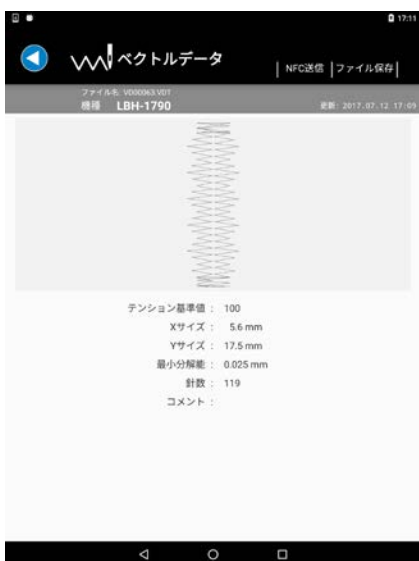 17:11
ベクトルデータ
NFC送信 ファイル保存
ファイル名: VD00063.VDT
機種 LBH-1790
更新: 2017.07.12 17:09
テンション基準値 : 100
Xサイズ : 5.6 mm
Yサイズ : 17.5 mm
最小分解能 : 0.025 mm
針数 : 119
コメント :